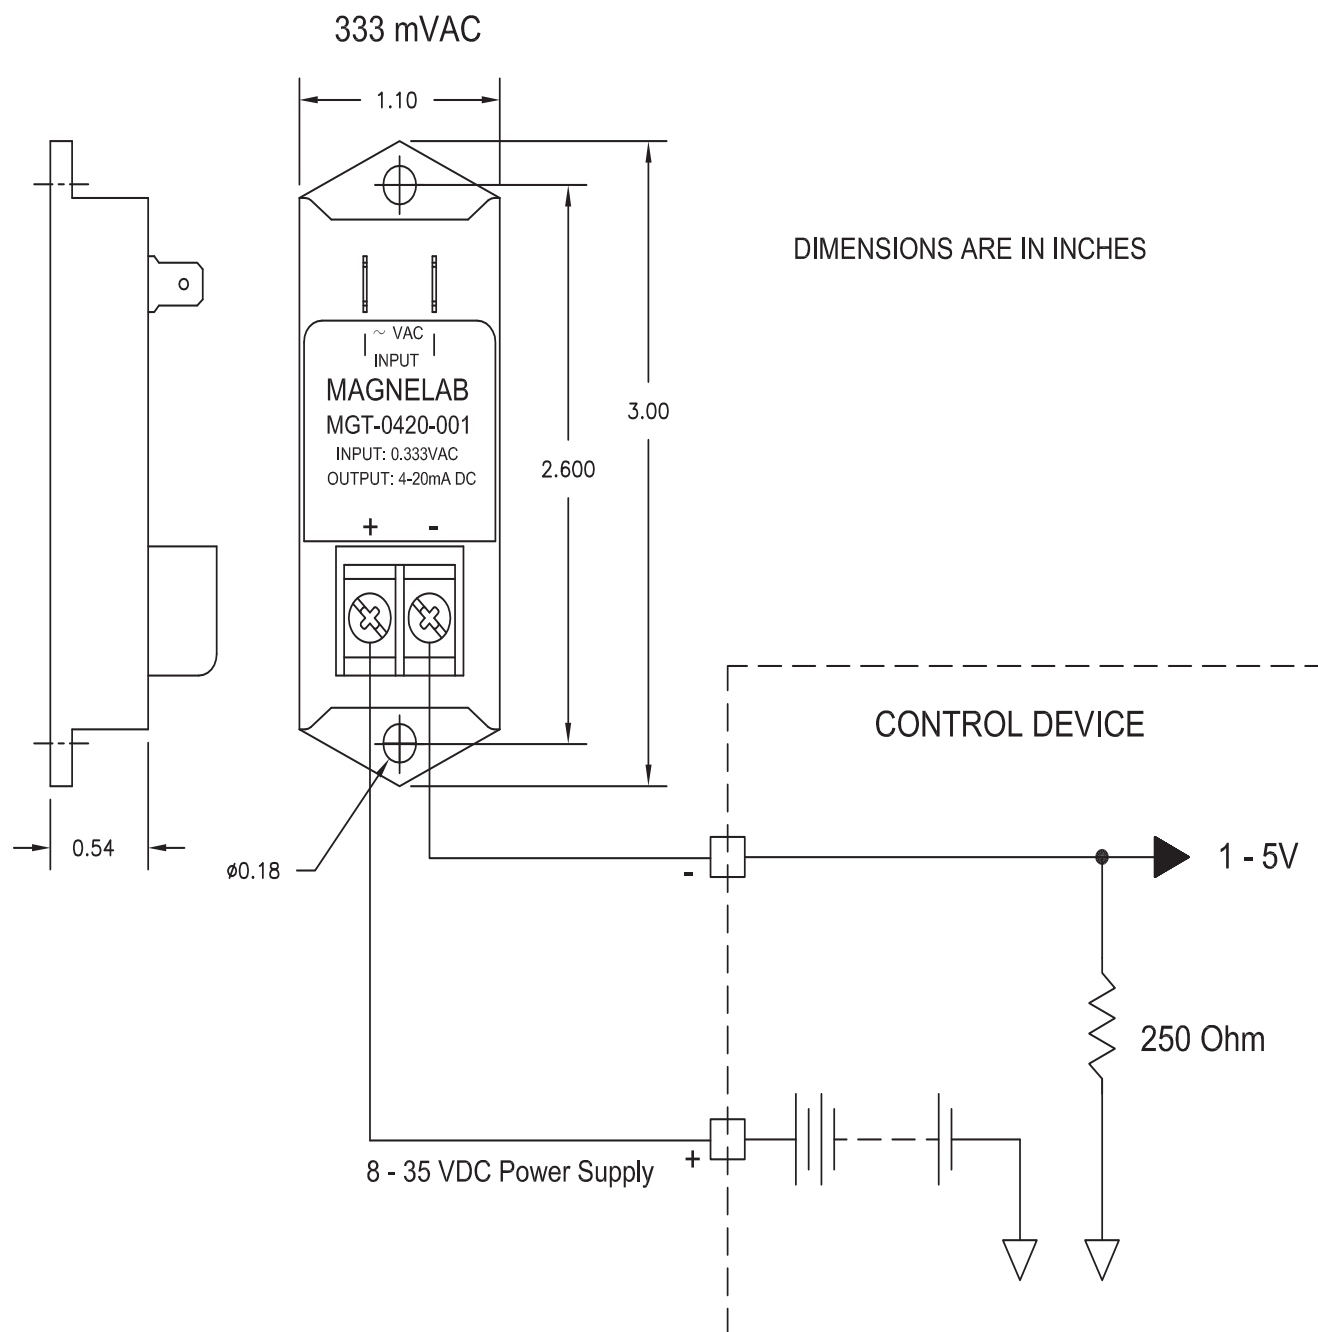 333 mVAC
1.10
DIMENSIONS ARE IN INCHES
~ VAC
INPUT
MAGNELAB
MGT-0420-001
INPUT: 0.333VAC
OUTPUT: 4-20mA DC
+ -
3.00
2.600
CONTROL DEVICE
0.54
ø0.18
-
1 - 5V
250 Ohm
8 - 35 VDC Power Supply
+